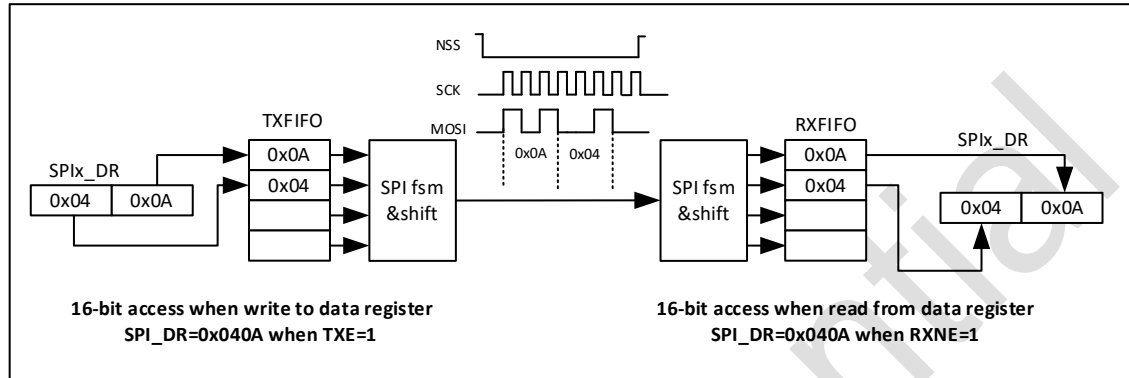 NSS
SCK
MOSI
0x0A 0x04
TXFIFO
0x0A
0x04
SPIx_DR
0x04 0x0A
SPI fsm
&shift
SPI fsm
&shift
RXFIFO
0x0A
0x04
SPIx_DR
0x04 0x0A
16-bit access when write to data register
SPI_DR=0x040A when TXE=1
16-bit access when read from data register
SPI_DR=0x040A when RXNE=1
ntial